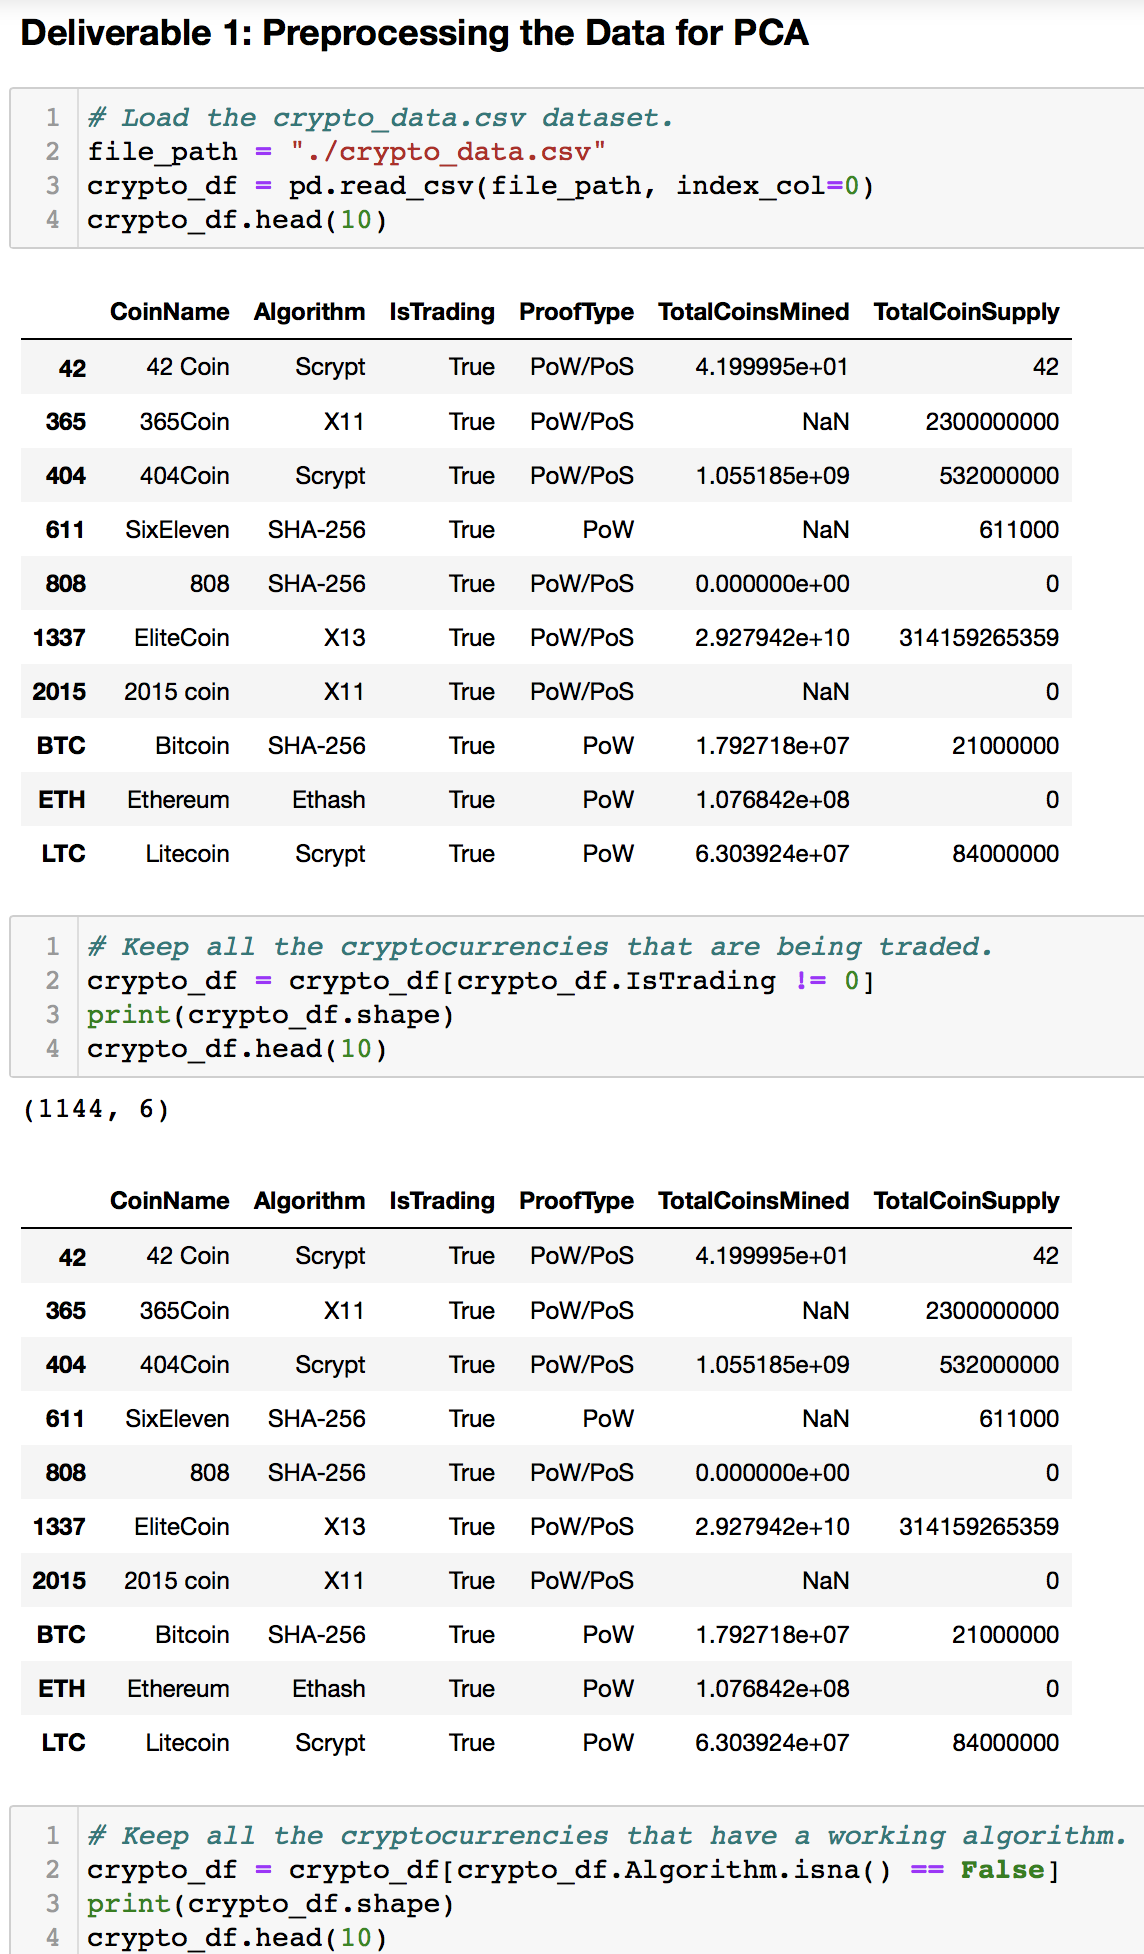 Deliverable 1: Preprocessing the Data for PCA
1 # Load the crypto_data.csv dataset.
2 file_path = "./crypto_data.csv"
3 crypto_df = pd.read_csv(file_path, index_col=0)
4 crypto_df.head(10)
CoinName Algorithm IsTrading ProofType TotalCoinsMined TotalCoinSupply
42 42 Coin Scrypt True PoW/PoS 4.199995e+01 42
365 365Coin X11 True PoW/PoS NaN 2300000000
404 404Coin Scrypt True PoW/PoS 1.055185e+09 532000000
611 SixEleven SHA-256 True PoW NaN 611000
808 808 SHA-256 True PoW/PoS 0.000000e+00 0
1337 EliteCoin X13 True PoW/PoS 2.927942e+10 314159265359
2015 2015 coin X11 True PoW/PoS NaN 0
BTC Bitcoin SHA-256 True PoW 1.792718e+07 21000000
ETH Ethereum Ethash True PoW 1.076842e+08 0
LTC Litecoin Scrypt True PoW 6.303924e+07 84000000
1 # Keep all the cryptocurrencies that are being traded.
2 crypto_df = crypto_df[crypto_df.IsTrading != 0]
3 print(crypto_df.shape)
4 crypto_df.head(10)
(1144, 6)
CoinName Algorithm IsTrading ProofType TotalCoinsMined TotalCoinSupply
42 42 Coin Scrypt True PoW/PoS 4.199995e+01 42
365 365Coin X11 True PoW/PoS NaN 2300000000
404 404Coin Scrypt True PoW/PoS 1.055185e+09 532000000
611 SixEleven SHA-256 True PoW NaN 611000
808 808 SHA-256 True PoW/PoS 0.000000e+00 0
1337 EliteCoin X13 True PoW/PoS 2.927942e+10 314159265359
2015 2015 coin X11 True PoW/PoS NaN 0
BTC Bitcoin SHA-256 True PoW 1.792718e+07 21000000
ETH Ethereum Ethash True PoW 1.076842e+08 0
LTC Litecoin Scrypt True PoW 6.303924e+07 84000000
1 # Keep all the cryptocurrencies that have a working algorithm.
2 crypto_df = crypto_df[crypto_df.Algorithm.isna() == False]
3 print(crypto_df.shape)
4 crypto_df.head(10)